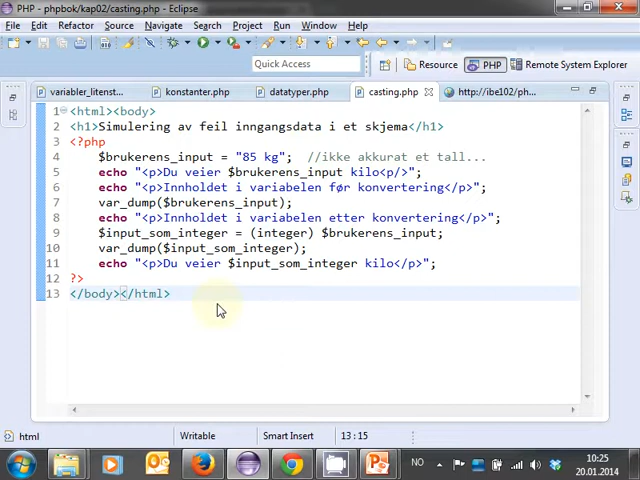 PHP - phpbok/kap02/casting.php - Eclipse
File Edit Refactor Source Navigate Search Project Run Window Help
Quick Access
Resource PHP Remote System Explorer
variabler_litenst... konstanter.php datatyper.php casting.php http://ibe102/ph...
1 <html><body>
2 <h1>Simulering av feil inngangsdata i et skjema</h1>
3 <?php
4 $brukerens_input = "85 kg"; //ikke akkurat et tall...
5 echo "<p>Du veier $brukerens_input kilo<p/>";
6 echo "<p>Innholdet i variabelen før konvertering</p>";
7 var_dump($brukerens_input);
8 echo "<p>Innholdet i variabelen etter konvertering</p>";
9 $input_som_integer = (integer) $brukerens_input;
10 var_dump($input_som_integer);
11 echo "<p>Du veier $input_som_integer kilo</p>";
12 ?>
13 </body></html>
html Writable Smart Insert 13 : 15
NO 10:25
20.01.2014